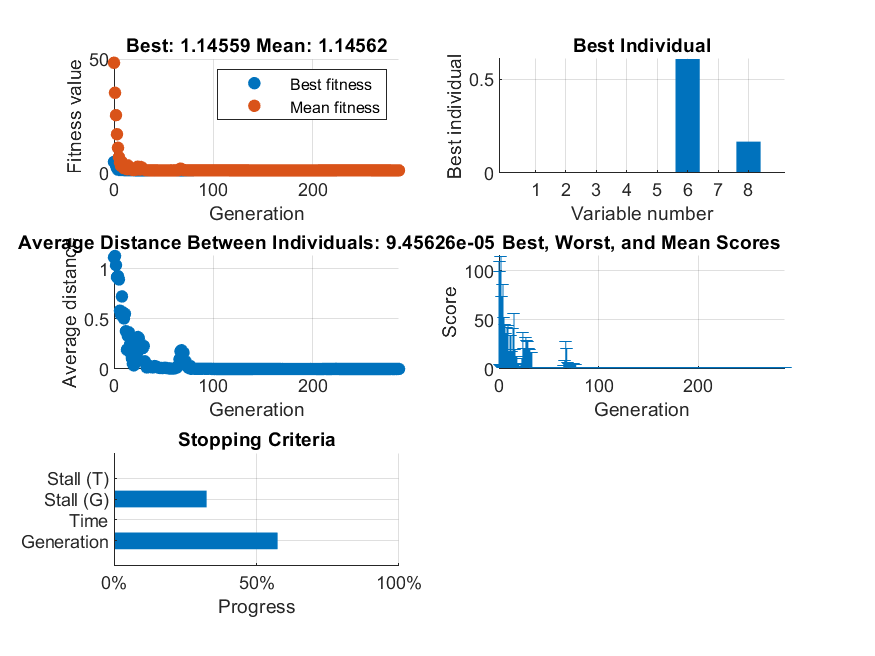 Best: 1.14559 Mean: 1.14562
Fitness value
50
0
Best fitness
Mean fitness
0 100 200
Generation
Best Individual
Best individual
0.5
0
1 2 3 4 5 6 7 8
Variable number
Average Distance Between Individuals: 9.45626e-05
Average distance
1
0.5
0
0 100 200
Generation
Best, Worst, and Mean Scores
Score
100
50
0
0 100 200
Generation
Stopping Criteria
Stall (T)
Stall (G)
Time
Generation
0% 50% 100%
Progress